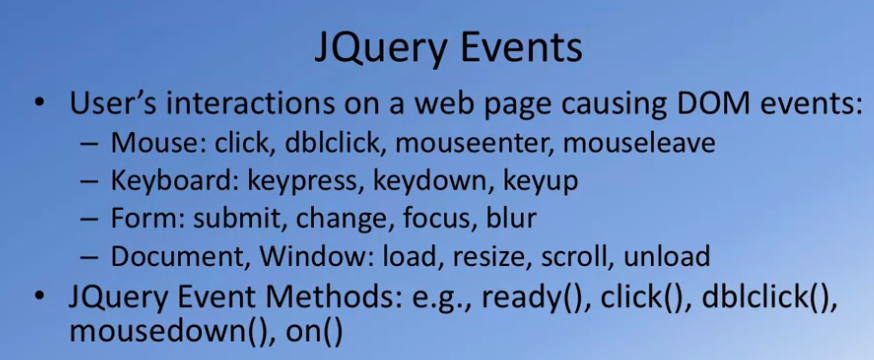 JQuery Events
• User's interactions on a web page causing DOM events:
– Mouse: click, dblclick, mouseenter, mouseleave
– Keyboard: keypress, keydown, keyup
– Form: submit, change, focus, blur
– Document, Window: load, resize, scroll, unload
• JQuery Event Methods: e.g., ready(), click(), dblclick(),
mousedown(), on()